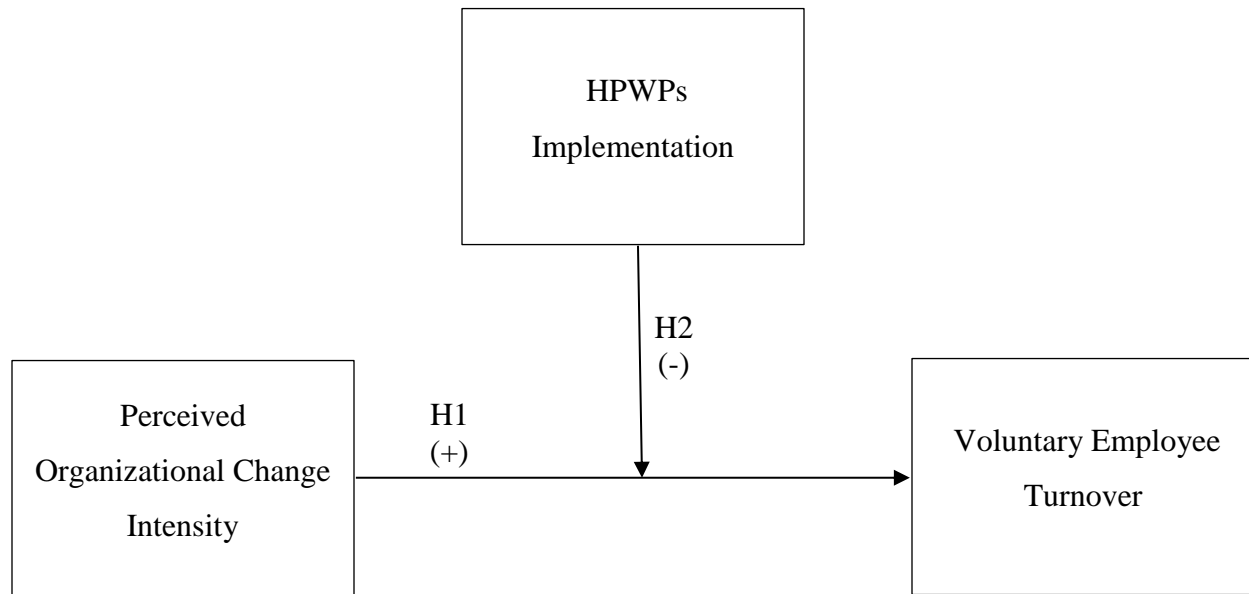 HPWPs
Implementation
H2
(-)
H1
(+)
Perceived
Organizational Change
Intensity
Voluntary Employee
Turnover